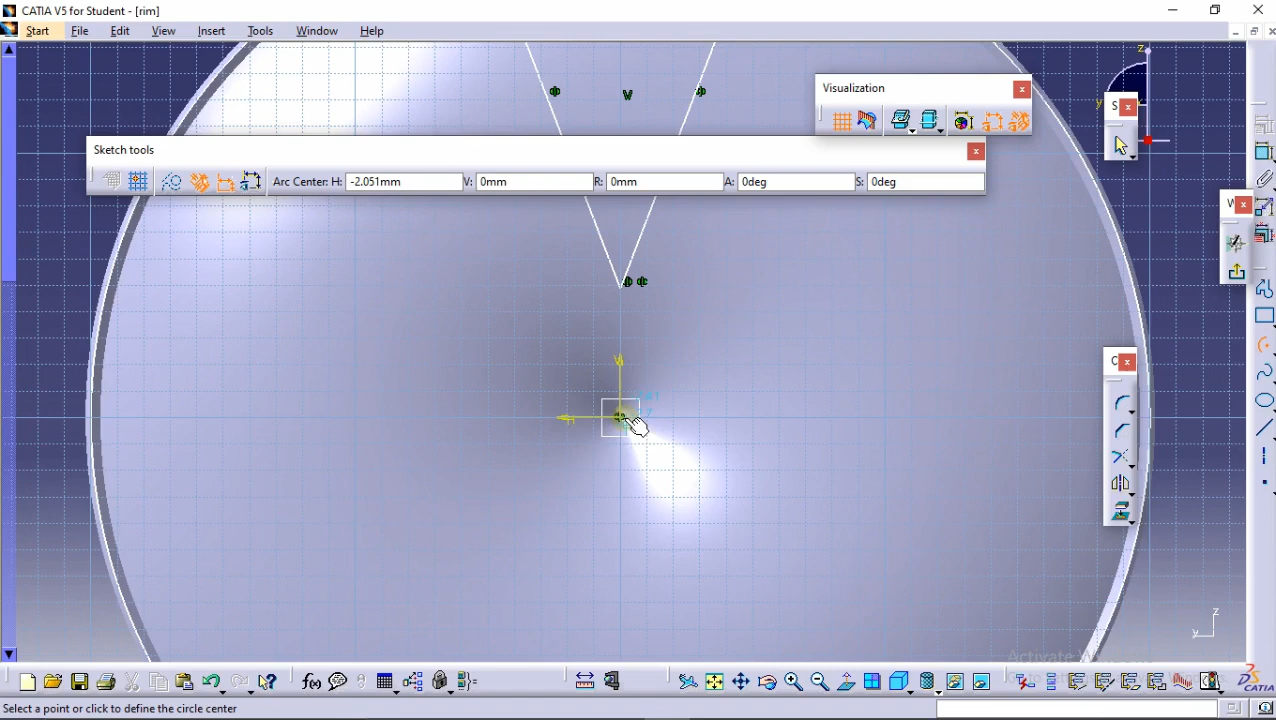 CATIA V5 for Student - [rim]
Start File Edit View Insert Tools Window Help
Visualization
z
y
S
Sketch tools
Arc Center: H: -2.051mm V: 0mm R: 0mm A: 0deg S: 0deg
W
V
H
C
z
y
f(x)
CATIA
Select a point or click to define the circle center